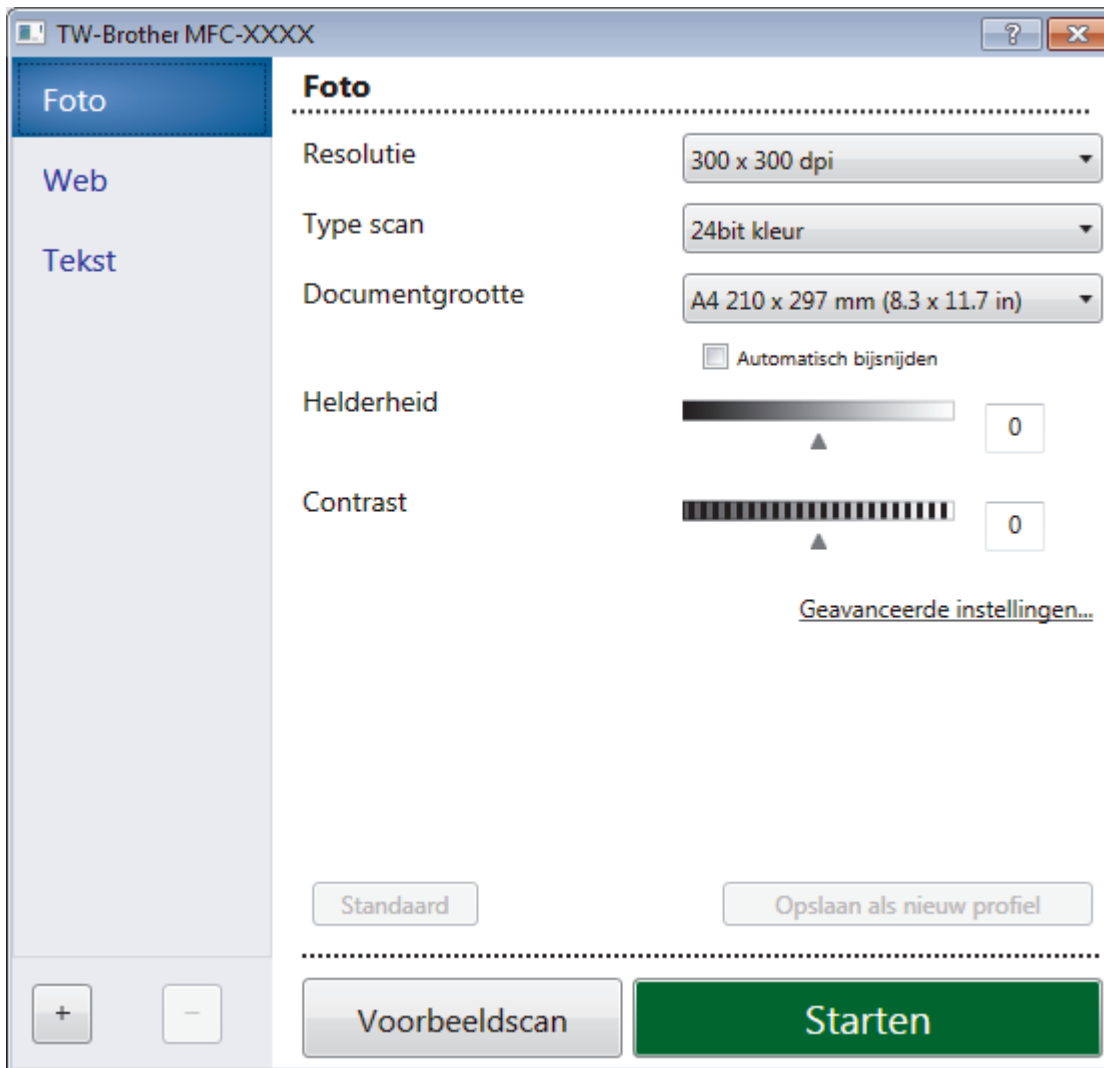 TW-Brother MFC-XXXX
Foto
Web
Tekst
Foto
Resolutie
300 x 300 dpi
Type scan
24bit kleur
Documentgrootte
A4 210 x 297 mm (8.3 x 11.7 in)
Automatisch bijsnijden
Helderheid
0
Contrast
0
Geavanceerde instellingen...
Standaard
Opslaan als nieuw profiel
+
−
Voorbeeldscan
Starten